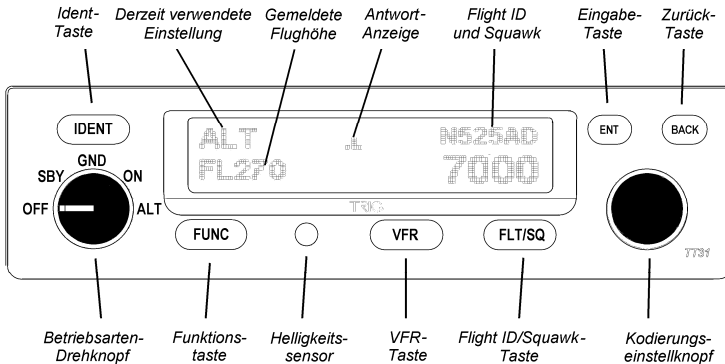 Ident-
Taste
Derzeit verwendete
Einstellung
Gemeldete
Flughöhe
Antwort-
Anzeige
Flight ID
und Squawk
Eingabe-
Taste
Zurück-
Taste
IDENT
ALT
N525AD
ENT
BACK
FL270
7000
GND
SBY
ON
OFF
ALT
TRIG
FUNC
VFR
FLT/SQ
TT31
Betriebsarten-
Drehknopf
Funktions-
taste
Helligkeits-
sensor
VFR-
Taste
Flight ID/Squawk-
Taste
Kodierungs-
einstellknopf